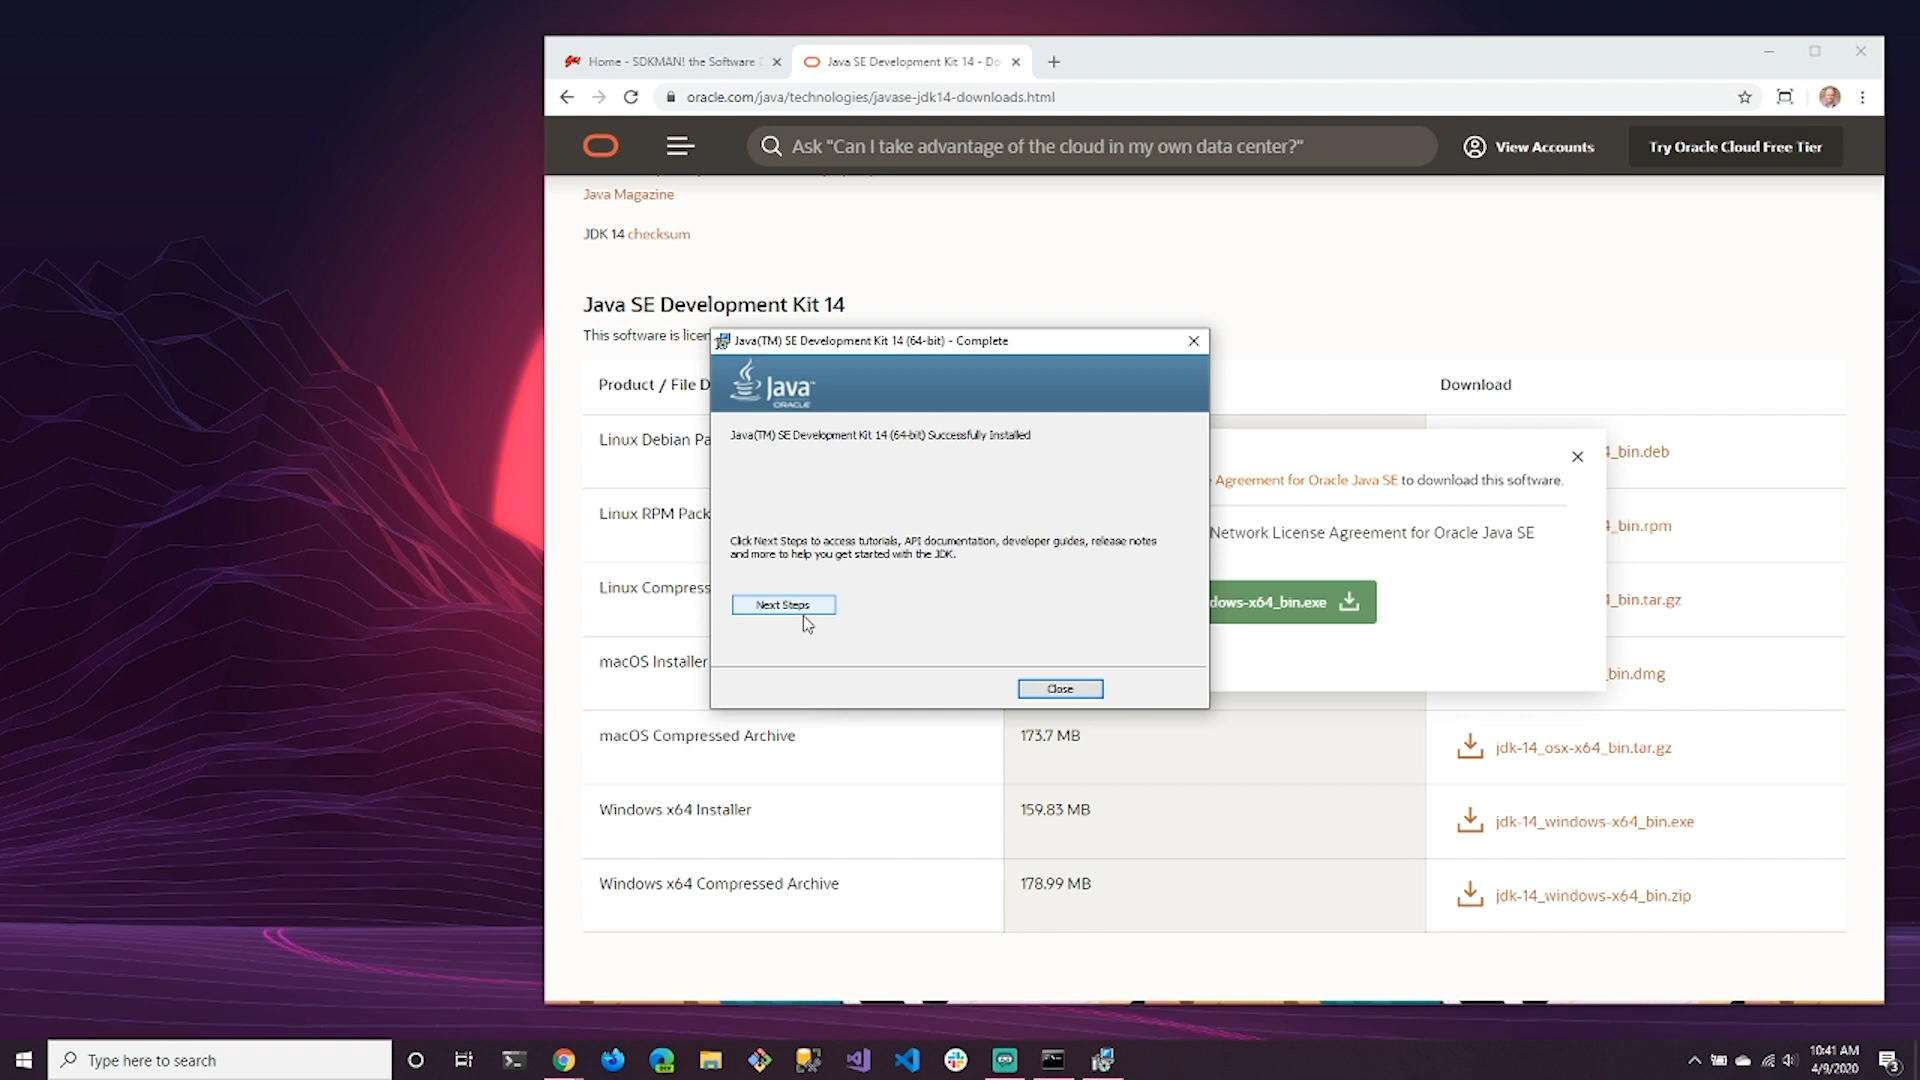 Home - SDKMAN! the Software
Java SE Development Kit 14 - Do
oracle.com/java/technologies/javase-jdk14-downloads.html
Ask "Can I take advantage of the cloud in my own data center?"
View Accounts
Try Oracle Cloud Free Tier
Java Magazine
JDK 14 checksum
Java SE Development Kit 14
This software is licen
Product / File D
Download
Linux Debian Pa
4_bin.deb
Linux RPM Pack
4_bin.rpm
Linux Compress
4_bin.tar.gz
macOS Installer
bin.dmg
macOS Compressed Archive
173.7 MB
jdk-14_osx-x64_bin.tar.gz
Windows x64 Installer
159.83 MB
jdk-14_windows-x64_bin.exe
Windows x64 Compressed Archive
178.99 MB
jdk-14_windows-x64_bin.zip
Agreement for Oracle Java SE to download this software.
Network License Agreement for Oracle Java SE
dows-x64_bin.exe
Java(TM) SE Development Kit 14 (64-bit) - Complete
Java™
ORACLE
Java(TM) SE Development Kit 14 (64-bit) Successfully Installed
Click Next Steps to access tutorials, API documentation, developer guides, release notes
and more to help you get started with the JDK.
Next Steps
Close
Type here to search
DEV
10:41 AM
4/9/2020
3